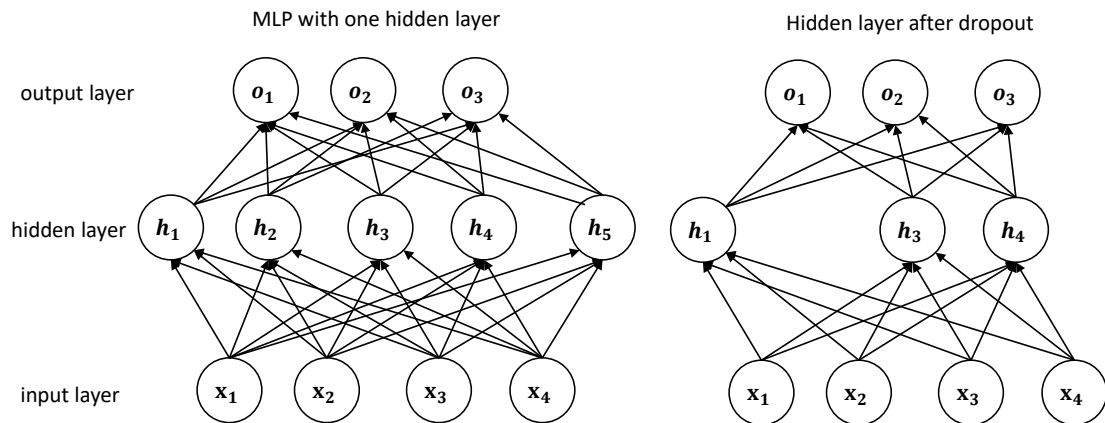 MLP with one hidden layer
Hidden layer after dropout
output layer
o₁ o₂ o₃
o₁ o₂ o₃
hidden layer
h₁ h₂ h₃ h₄ h₅
h₁ h₃ h₄
input layer
x₁ x₂ x₃ x₄
x₁ x₂ x₃ x₄